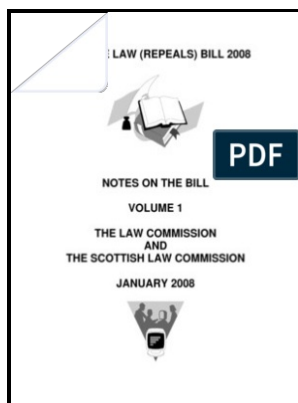 E LAW (REPEALS) BILL 2008
PDF
NOTES ON THE BILL
VOLUME 1
THE LAW COMMISSION
AND
THE SCOTTISH LAW COMMISSION
JANUARY 2008